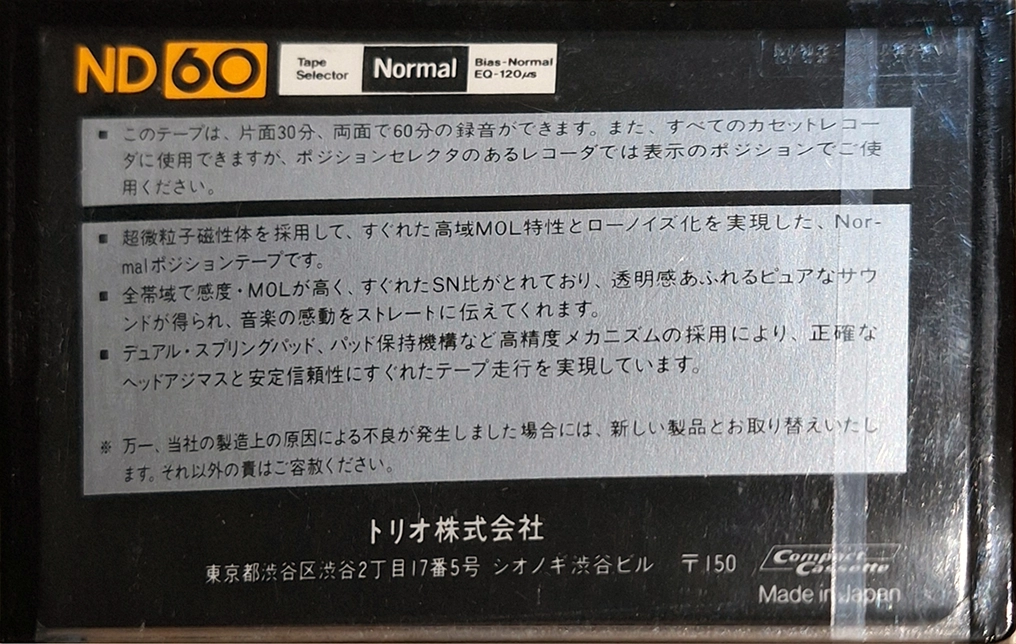 ND60 Tape Selector Normal Bias-Normal EQ-120μs
■ このテープは、片面30分、両面で60分の録音ができます。また、すべてのカセットレコー
ダに使用できますが、ポジションセレクタのあるレコーダでは表示のポジションでご使
用ください。
■ 超微粒子磁性体を採用して、すぐれた高域MOL特性とローノイズ化を実現した、Nor-
malポジションテープです。
■ 全帯域で感度・MOLが高く、すぐれたSN比がとれており、透明感あふれるピュアなサウ
ンドが得られ、音楽の感動をストレートに伝えてくれます。
■ デュアル・スプリングパッド、パッド保持機構など高精度メカニズムの採用により、正確な
ヘッドアジマスと安定信頼性にすぐれたテープ走行を実現しています。
※ 万一、当社の製造上の原因による不良が発生しました場合には、新しい製品とお取り替えいたし
ます。それ以外の責はご容赦ください。
トリオ株式会社
東京都渋谷区渋谷2丁目17番5号 シオノギ渋谷ビル 〒150
Compact Cassette
Made in Japan